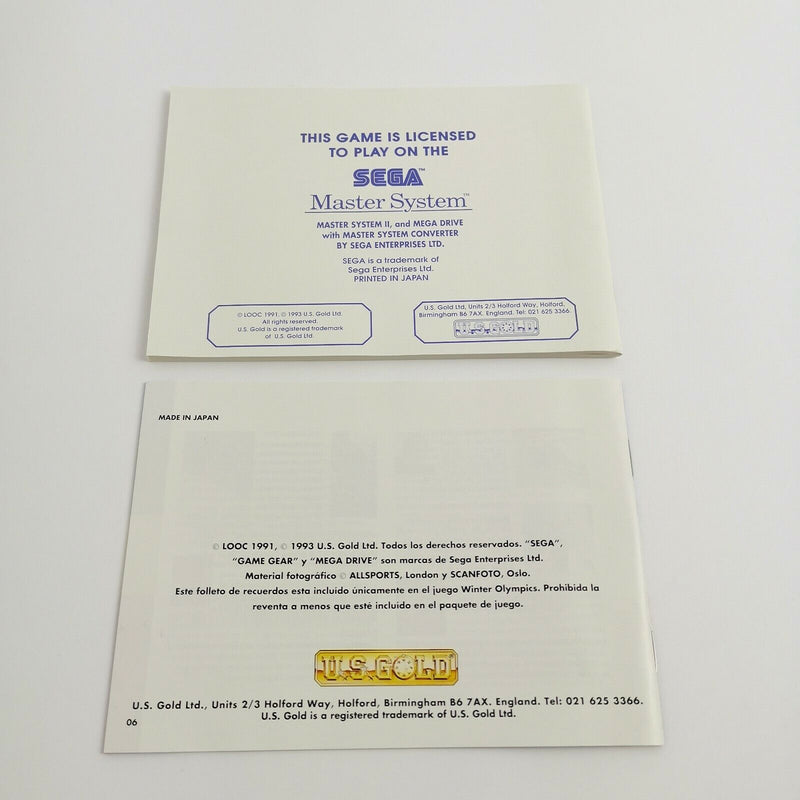 THIS GAME IS LICENSED
TO PLAY ON THE
SEGA™
Master System™
MASTER SYSTEM II, and MEGA DRIVE
with MASTER SYSTEM CONVERTER
BY SEGA ENTERPRISES LTD.
SEGA is a trademark of
Sega Enterprises Ltd.
PRINTED IN JAPAN
© LOOC 1991, © 1993 U.S. Gold Ltd.
All rights reserved.
U.S. Gold is a registered trademark
of U.S. Gold Ltd.
U.S. Gold Ltd, Units 2/3 Holford Way, Holford,
Birmingham B6 7AX. England. Tel: 021 625 3366.
U.S.GOLD
MADE IN JAPAN
© LOOC 1991, © 1993 U.S. Gold Ltd. Todos los derechos reservados. “SEGA”,
“GAME GEAR” y “MEGA DRIVE” son marcas de Sega Enterprises Ltd.
Material fotográfico © ALLSPORTS, London y SCANFOTO, Oslo.
Este folleto de recuerdos esta incluido únicamente en el juego Winter Olympics. Prohibida la
reventa a menos que esté incluido en el paquete de juego.
U.S.GOLD
U.S. Gold Ltd., Units 2/3 Holford Way, Holford, Birmingham B6 7AX. England. Tel: 021 625 3366.
U.S. Gold is a registered trademark of U.S. Gold Ltd.
06